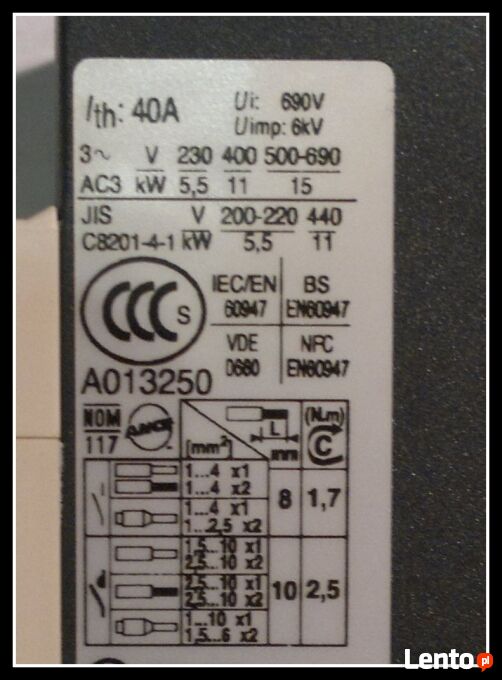 Ith: 40A Ui: 690V
Uimp: 6kV
3~ V 230 400 500-690
AC3 kW 5,5 11 15
JIS V 200-220 440
C8201-4-1 kW 5,5 11
CCC S
IEC/EN 60947 BS EN60947
VDE 0660 NFC EN60947
A013250
NOM 117 ANCE
[mm²] L mm (N.m) C
1...4 x1
1...4 x2
1...4 x1
1...2,5 x2
8 1,7
1,5...10 x1
2,5...10 x2
2,5...10 x1
2,5...10 x2
1...10 x1
1,5...6 x2
10 2,5
Lento.pl